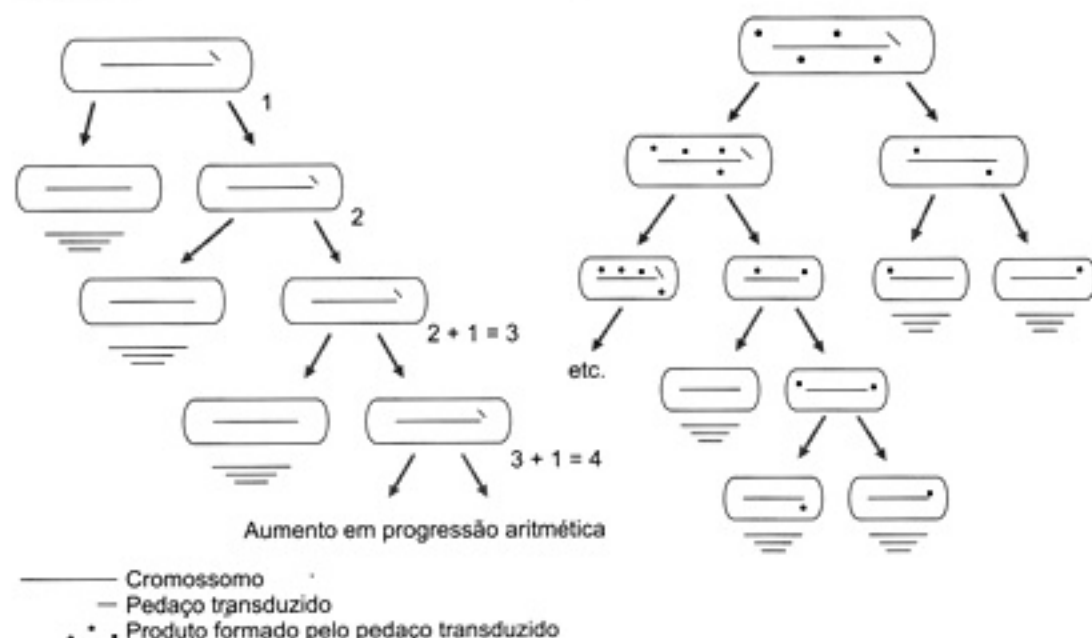 1
2
2 + 1 = 3
3 + 1 = 4
etc.
Aumento em progressão aritmética
Cromossomo
Pedaço transduzido
Produto formado pelo pedaço transduzido